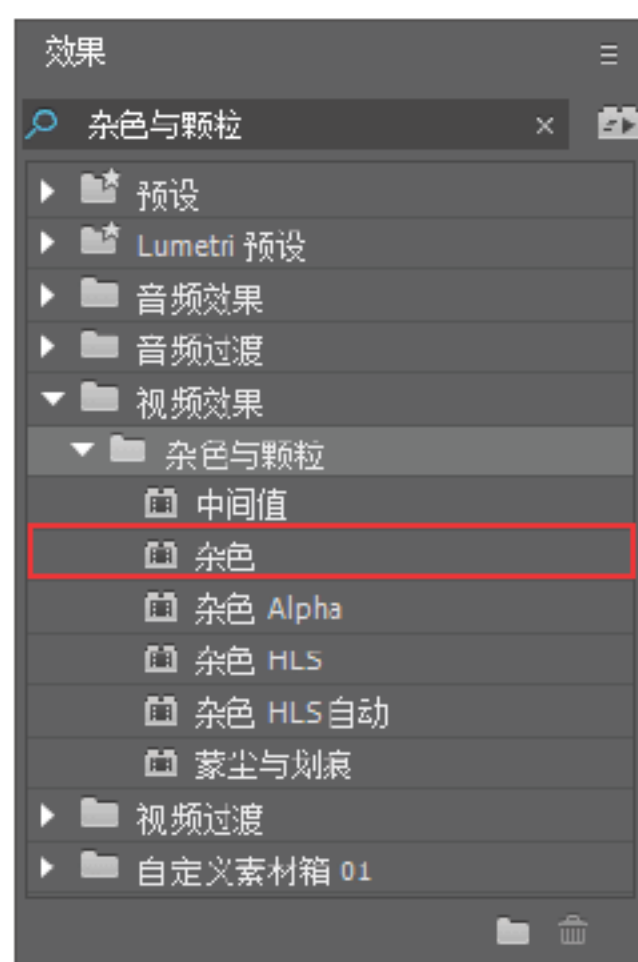 效果
杂色与颗粒
预设
Lumetri 预设
音频效果
音频过渡
视频效果
杂色与颗粒
中间值
杂色
杂色 Alpha
杂色 HLS
杂色 HLS自动
蒙尘与划痕
视频过渡
自定义素材箱 01